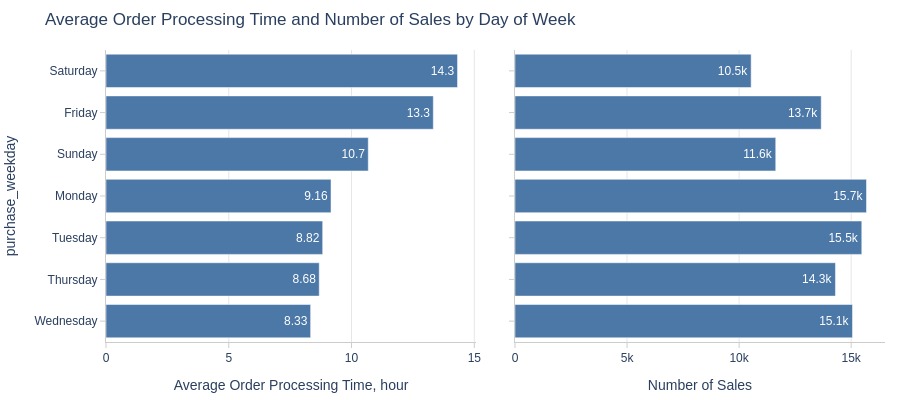 Average Order Processing Time and Number of Sales by Day of Week
purchase_weekday
Saturday 14.3 10.5k
Friday 13.3 13.7k
Sunday 10.7 11.6k
Monday 9.16 15.7k
Tuesday 8.82 15.5k
Thursday 8.68 14.3k
Wednesday 8.33 15.1k
0 5 10 15 0 5k 10k 15k
Average Order Processing Time, hour Number of Sales